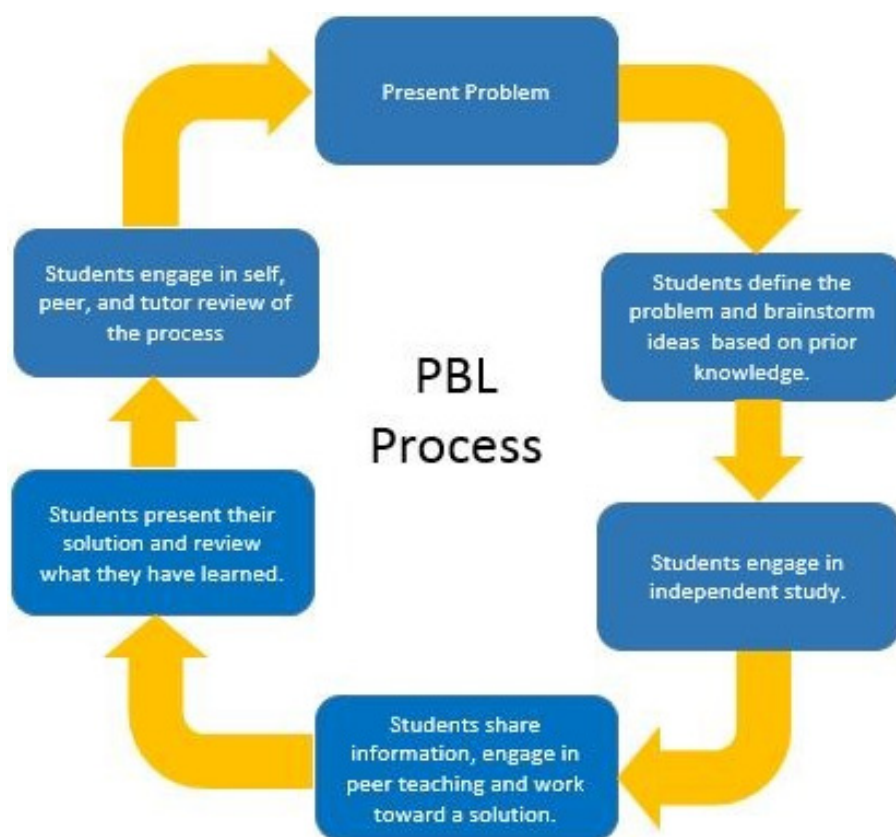 Present Problem
Students define the
problem and brainstorm
ideas  based on prior
knowledge.
Students engage in
independent study.
Students share
information, engage in
peer teaching and work
toward a solution.
Students present their
solution and review
what they have learned.
Students engage in self,
peer, and tutor review of
the process
PBL
Process